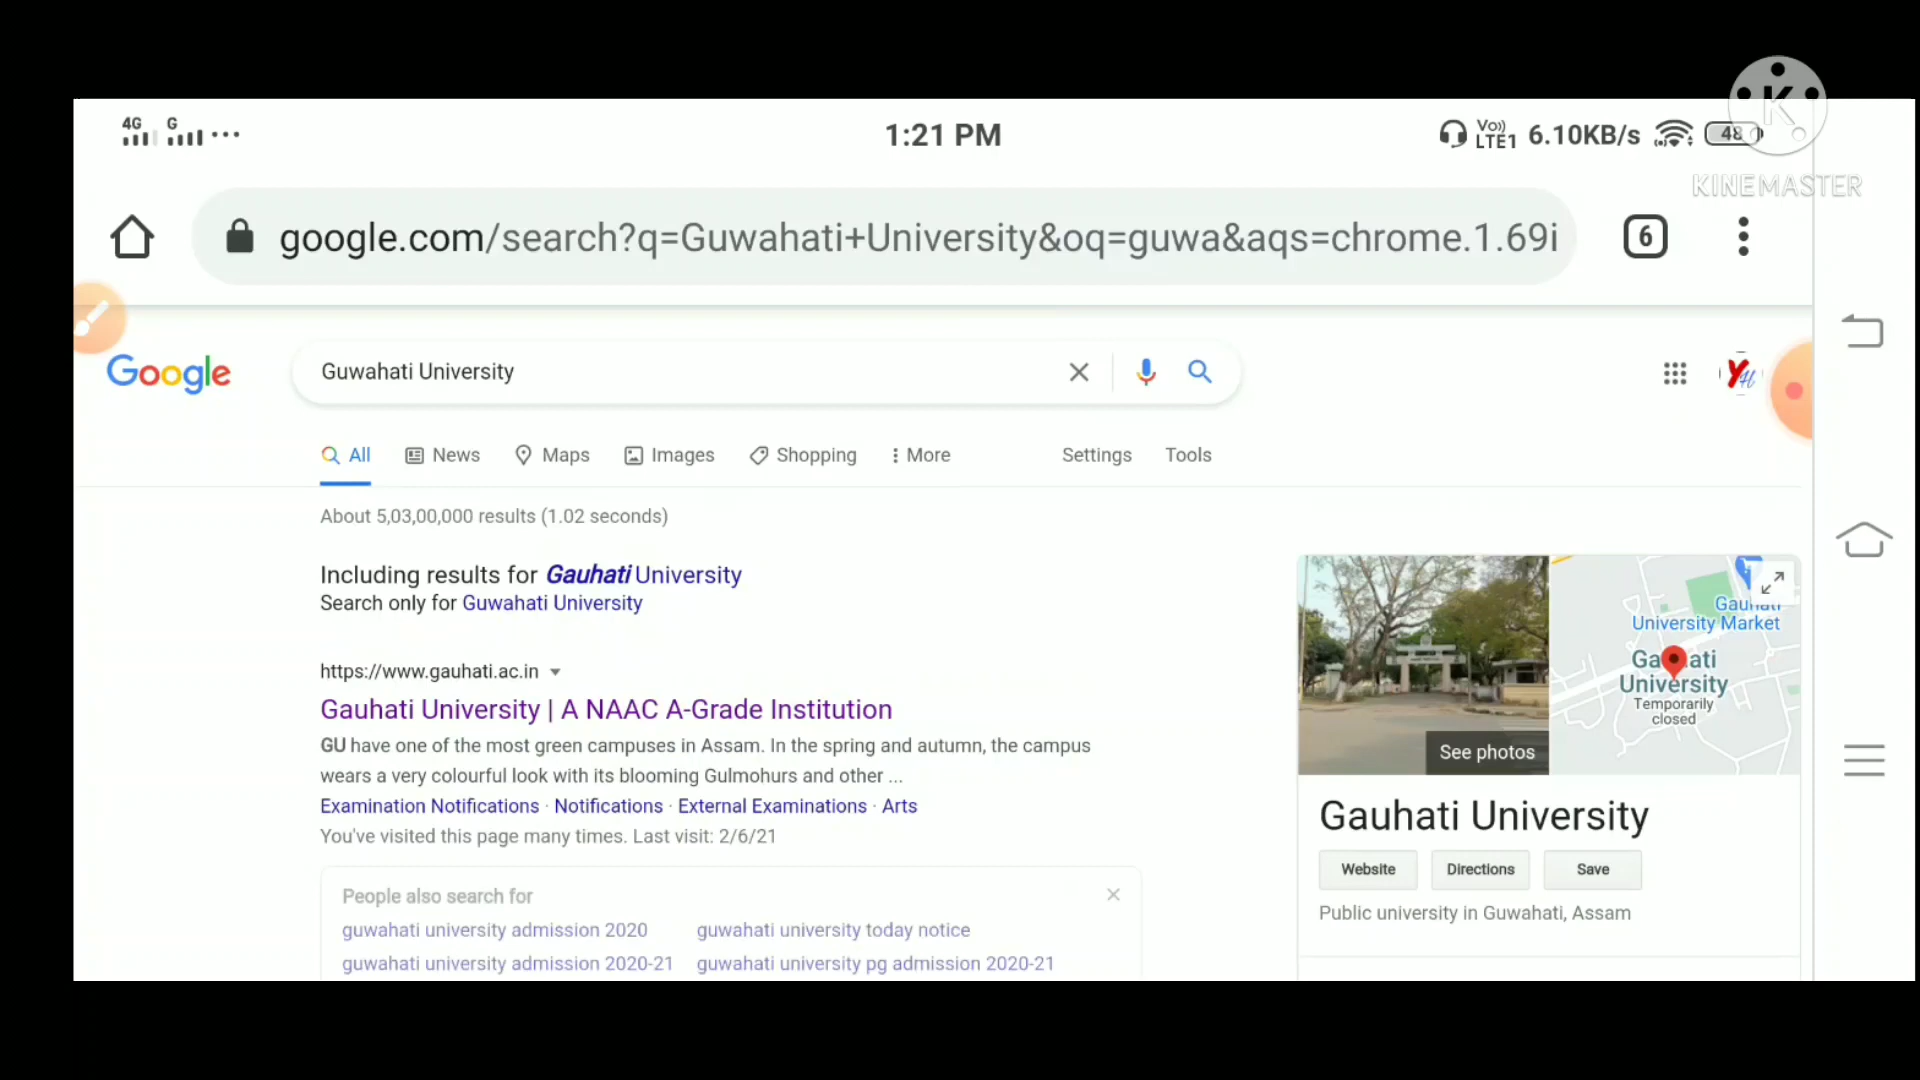 4G G
1:21 PM
Vo)) LTE1 6.10KB/s 48
KINEMASTER
google.com/search?q=Guwahati+University&oq=guwa&aqs=chrome.1.69i
6
Google
Guwahati University
All News Maps Images Shopping More Settings Tools
About 5,03,00,000 results (1.02 seconds)
Including results for Gauhati University
Search only for Guwahati University
https://www.gauhati.ac.in
Gauhati University | A NAAC A-Grade Institution
GU have one of the most green campuses in Assam. In the spring and autumn, the campus
wears a very colourful look with its blooming Gulmohurs and other ...
Examination Notifications · Notifications · External Examinations · Arts
You've visited this page many times. Last visit: 2/6/21
People also search for
guwahati university admission 2020 guwahati university today notice
guwahati university admission 2020-21 guwahati university pg admission 2020-21
See photos
Gauhati
University Market
University
Temporarily
closed
Gauhati University
Website Directions Save
Public university in Guwahati, Assam